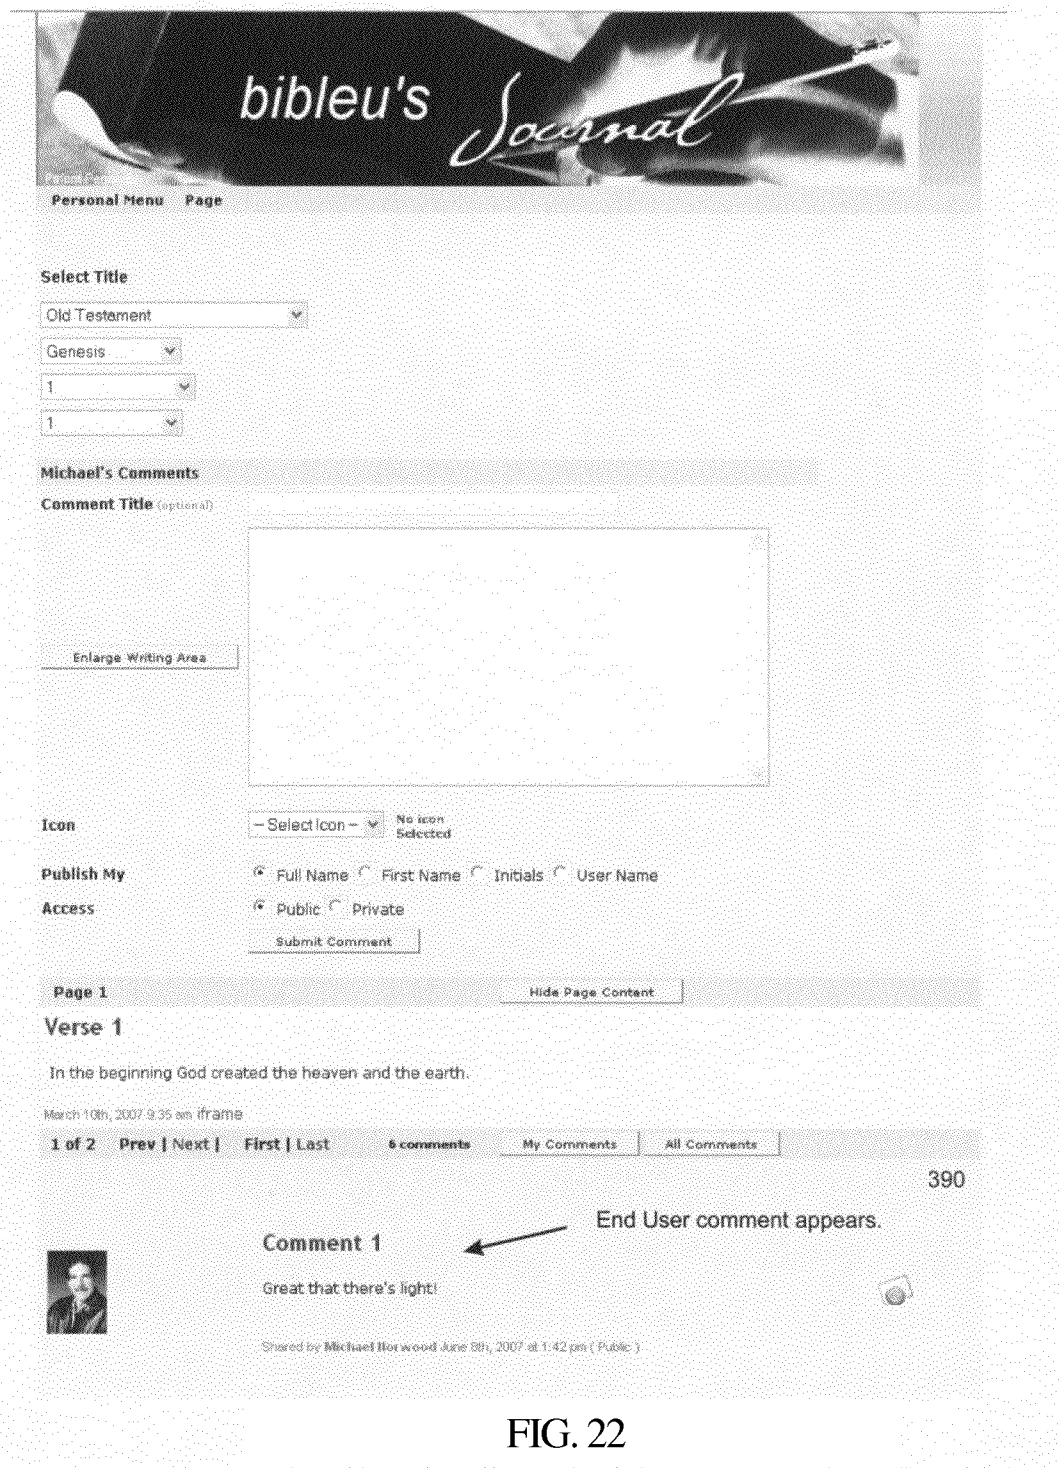 bibleu's Journal
Personal Menu Page
Select Title
Old Testament
Genesis
1
1
Michael's Comments
Comment Title (optional)
Enlarge Writing Area
Icon
-- Select Icon --
No icon
Selected
Publish My
Full Name First Name Initials User Name
Access
Public Private
Submit Comment
Page 1
Hide Page Content
Verse 1
In the beginning God created the heaven and the earth.
March 10th, 2007 9:35 am iframe
1 of 2 Prev | Next | First | Last 6 comments My Comments All Comments
390
End User comment appears.
Comment 1
Great that there's light!
Shared by Michael Horwood June 8th, 2007 at 1:42 pm ( Public )
FIG. 22